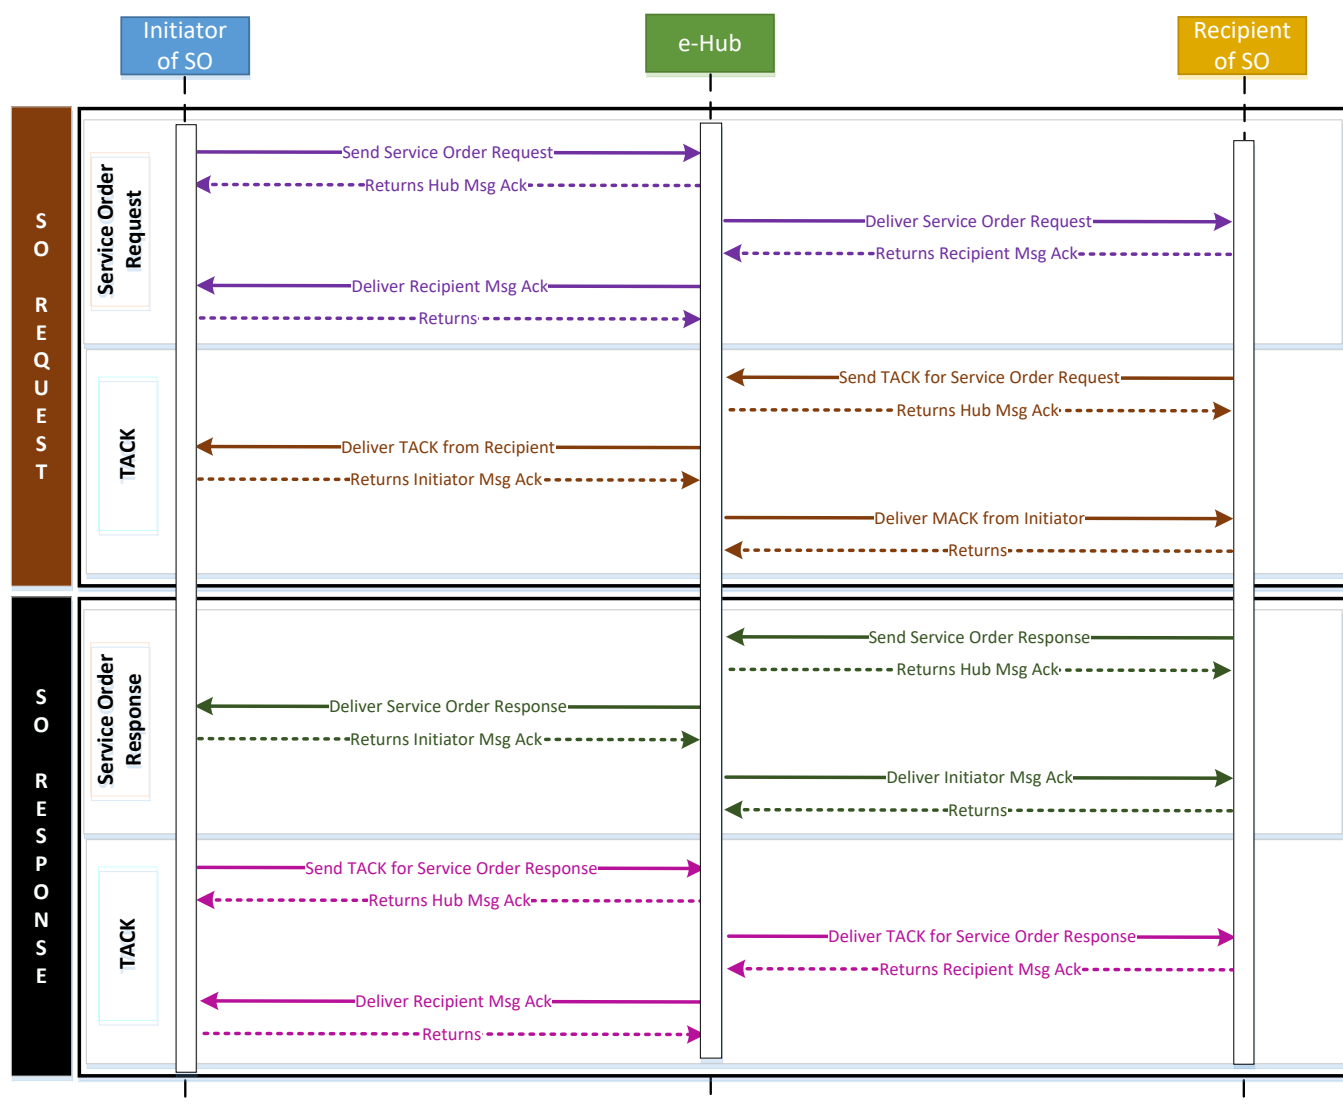 Initiator
of SO
e-Hub
Recipient
of SO
SO REQUEST
Service Order
Request
Send Service Order Request
Returns Hub Msg Ack
Deliver Service Order Request
Returns Recipient Msg Ack
Deliver Recipient Msg Ack
Returns
TACK
Send TACK for Service Order Request
Returns Hub Msg Ack
Deliver TACK from Recipient
Returns Initiator Msg Ack
Deliver MACK from Initiator
Returns
SO RESPONSE
Service Order
Response
Send Service Order Response
Returns Hub Msg Ack
Deliver Service Order Response
Returns Initiator Msg Ack
Deliver Initiator Msg Ack
Returns
TACK
Send TACK for Service Order Response
Returns Hub Msg Ack
Deliver TACK for Service Order Response
Returns Recipient Msg Ack
Deliver Recipient Msg Ack
Returns